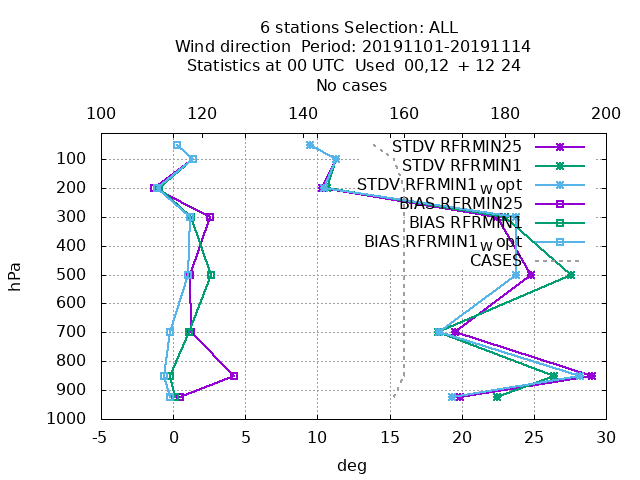 6 stations Selection: ALL
Wind direction  Period: 20191101-20191114
Statistics at 00 UTC  Used  00,12  + 12 24
No cases
100 120 140 160 180 200
STDV RFRMIN25
STDV RFRMIN1
STDV RFRMIN1w opt
BIAS RFRMIN25
BIAS RFRMIN1
BIAS RFRMIN1w opt
CASES
hPa
100
200
300
400
500
600
700
800
900
1000
-5 0 5 10 15 20 25 30
deg